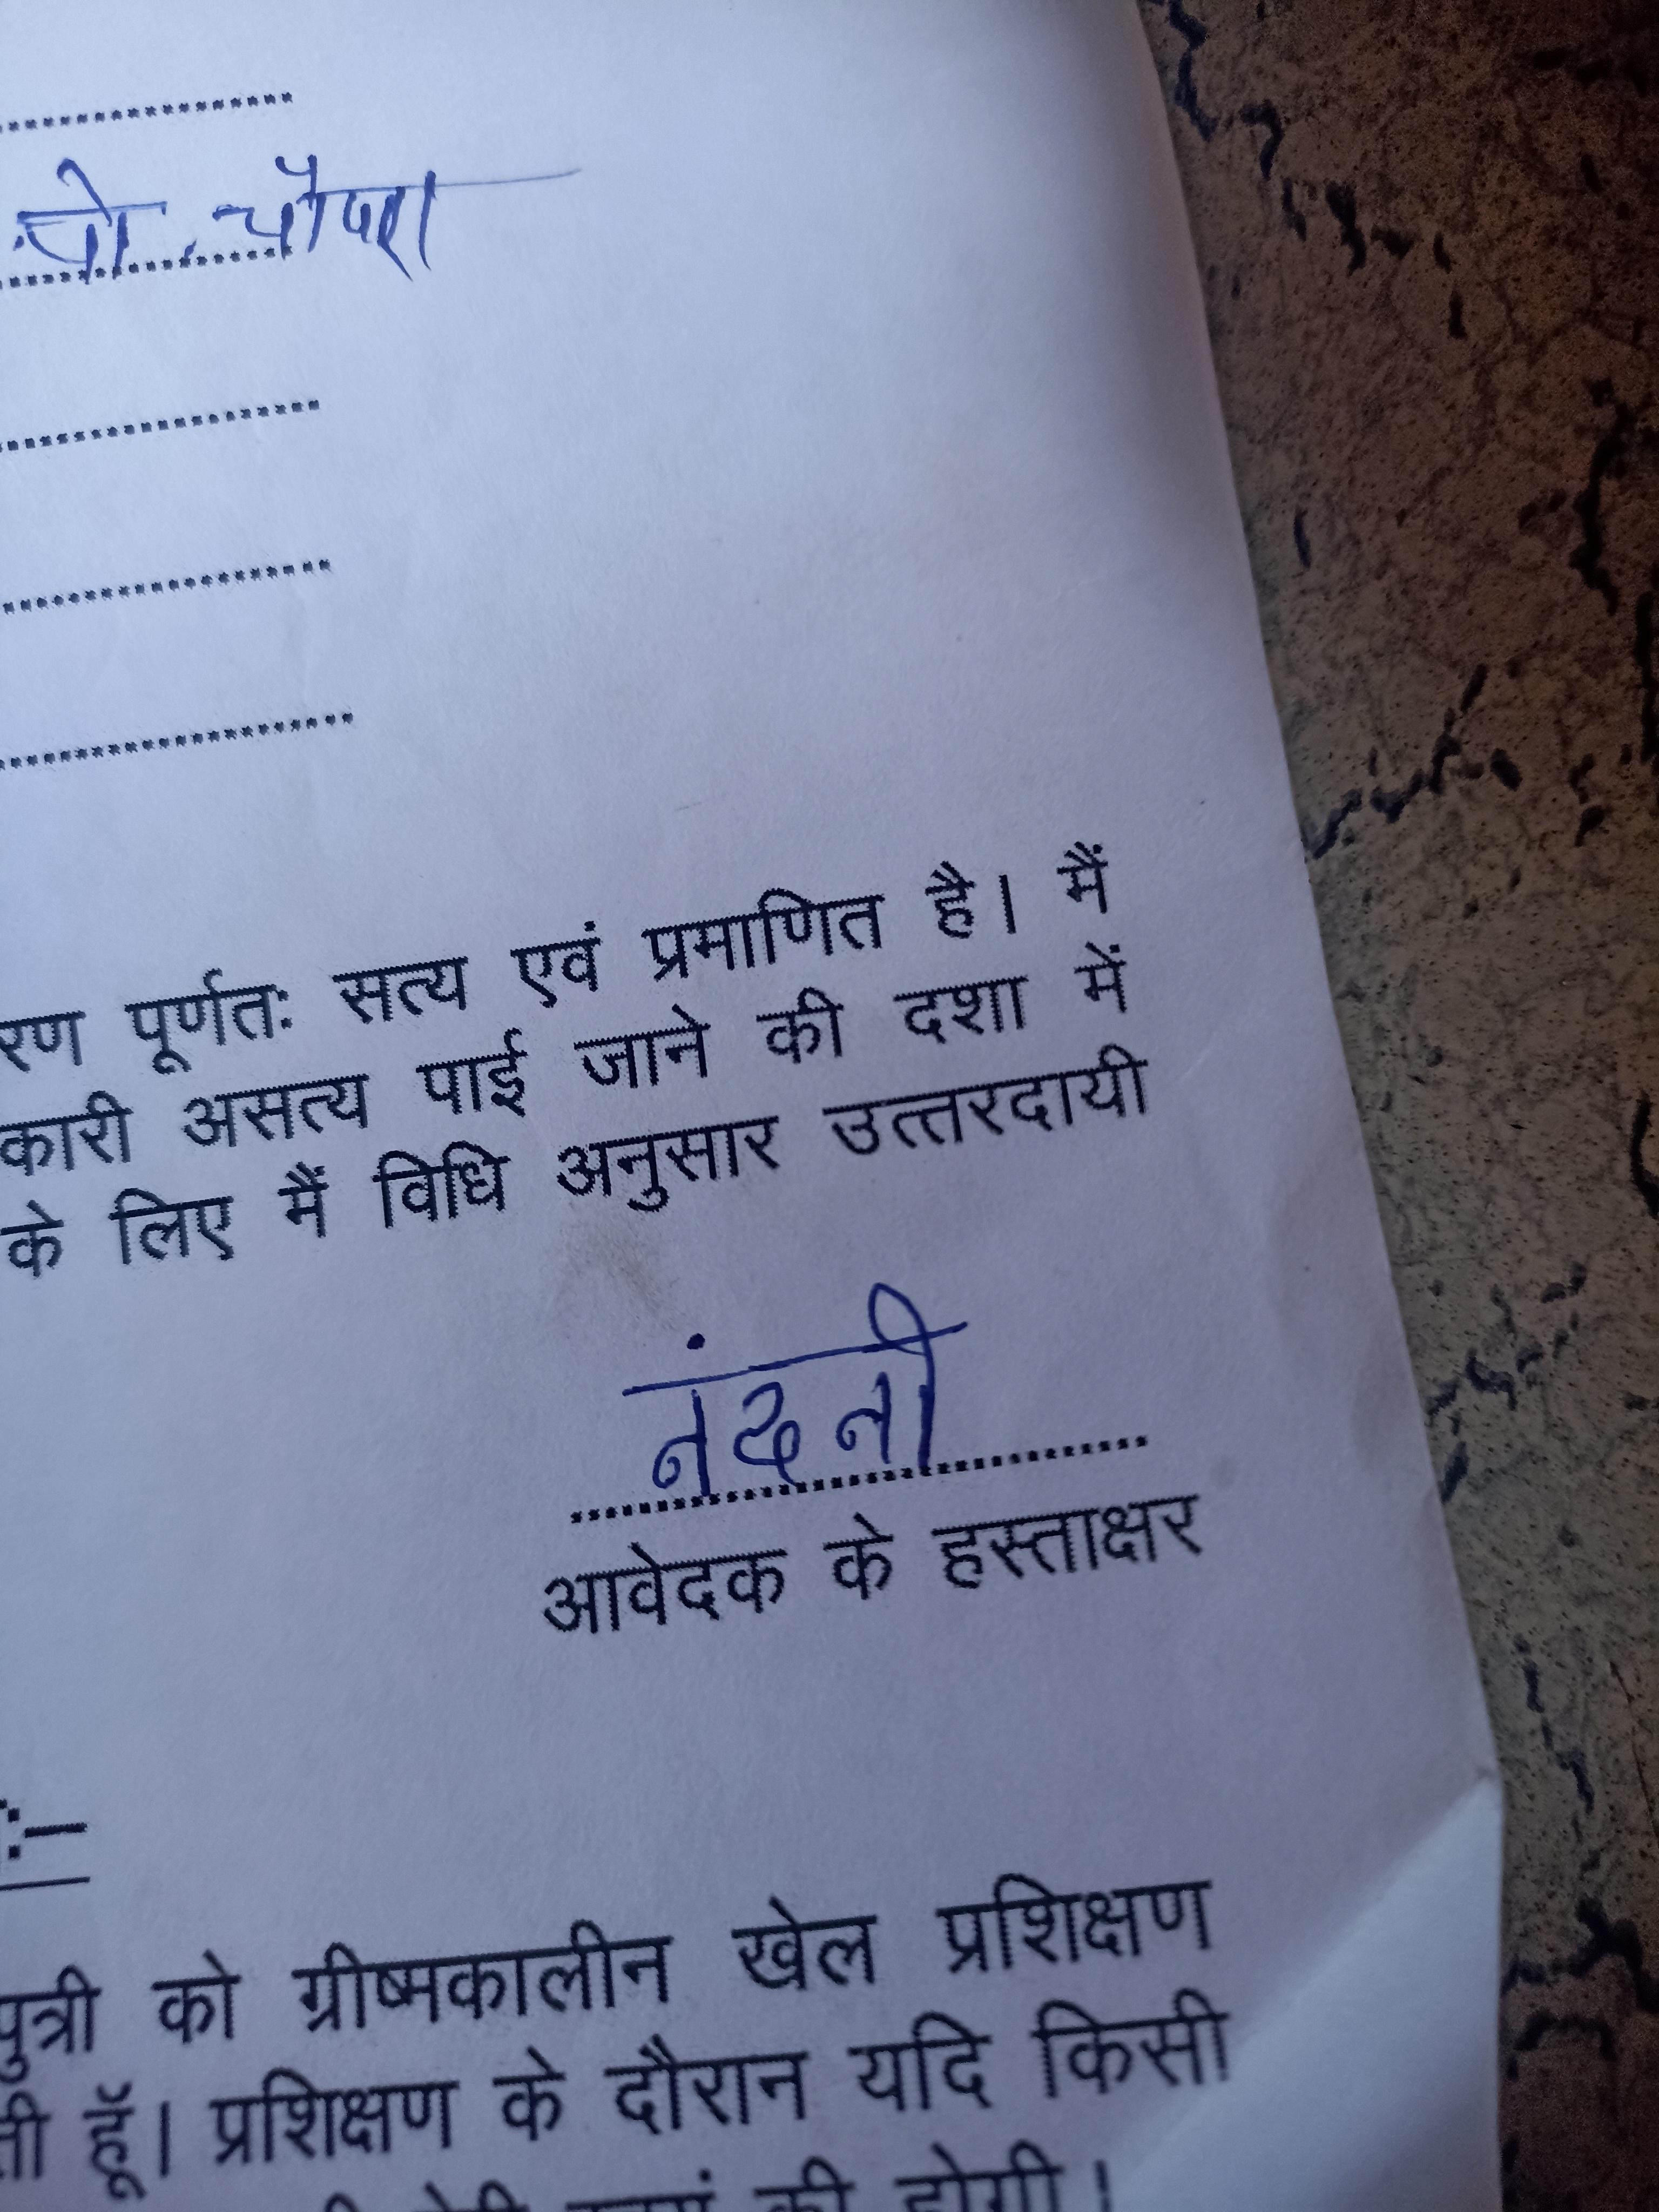 पो. चौपरा
रण पूर्णतः सत्य एवं प्रमाणित है। मैं
कारी असत्य पाई जाने की दशा में
के लिए मैं विधि अनुसार उत्तरदायी
नंदनी
आवेदक के हस्ताक्षर
:–
पुत्री को ग्रीष्मकालीन खेल प्रशिक्षण
ती हूँ। प्रशिक्षण के दौरान यदि किसी
की होगी।